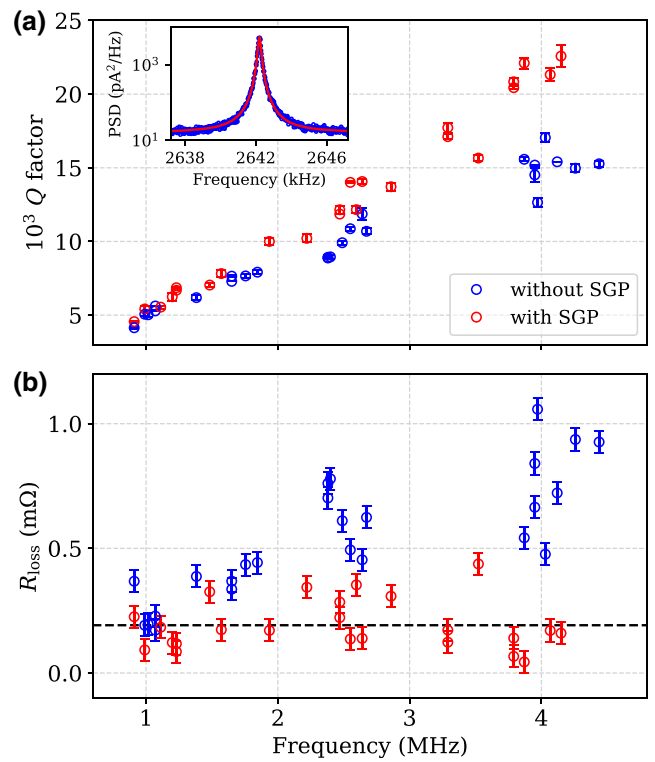 (a)
25
20
15
10
5
10³ Q factor
PSD (pA²/Hz)
10³
10¹
2638 2642 2646
Frequency (kHz)
without SGP
with SGP
(b)
1.0
0.5
0.0
R_loss (mΩ)
1 2 3 4
Frequency (MHz)